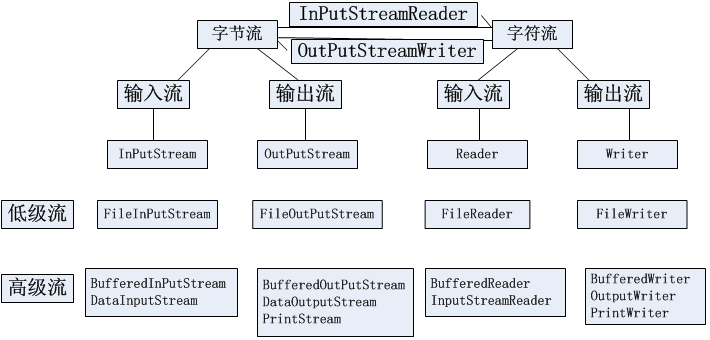 InPutStreamReader
字节流
字符流
OutPutStreamWriter
输入流
输出流
输入流
输出流
InPutStream
OutPutStream
Reader
Writer
低级流
FileInPutStream
FileOutPutStream
FileReader
FileWriter
高级流
BufferedInPutStream
DataInputStream
BufferedOutPutStream
DataOutputStream
PrintStream
BufferedReader
InputStreamReader
BufferedWriter
OutputWriter
PrintWriter